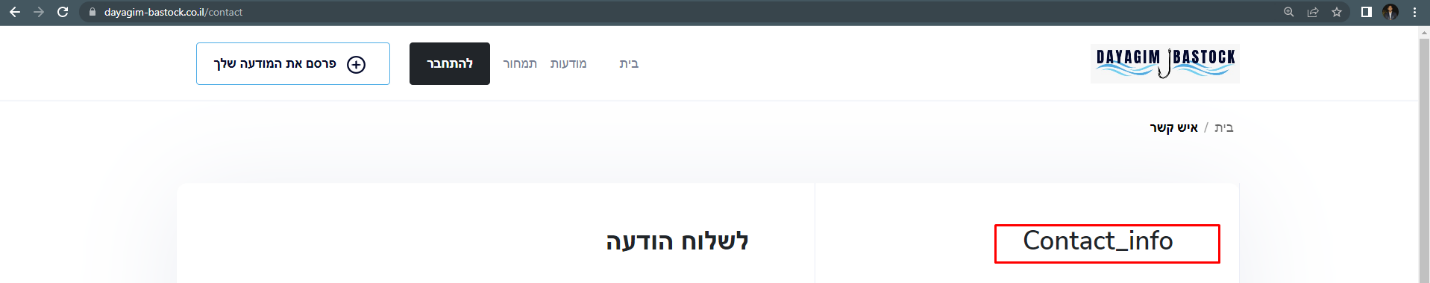 dayagim-bastock.co.il/contact
DAYAGIM BASTOCK
בית
מודעות
תמחור
להתחבר
פרסם את המודעה שלך
בית / איש קשר
Contact_info
לשלוח הודעה